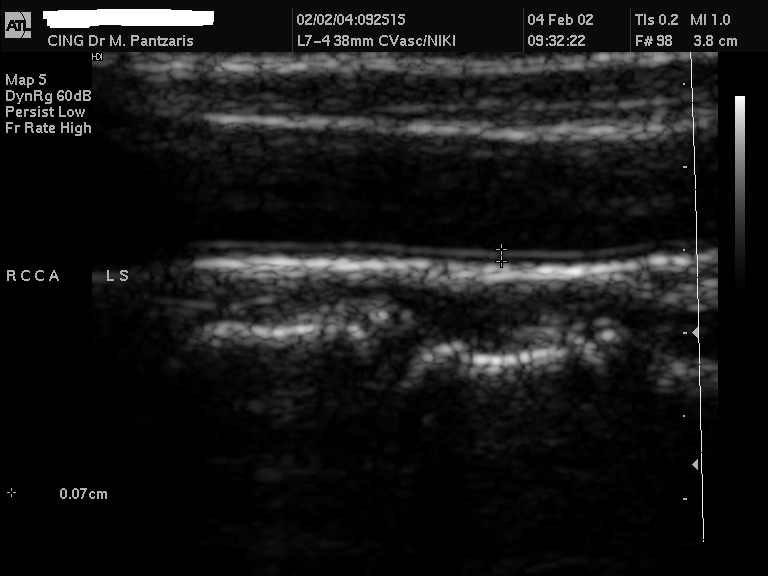 ATL
CING Dr M. Pantzaris
02/02/04:092515
L7-4 38mm CVasc/NIKI
04 Feb 02
09:32:22
TIs 0.2 MI 1.0
F# 98 3.8 cm
HDI
Map 5
DynRg 60dB
Persist Low
Fr Rate High
RCCA LS
0.07cm